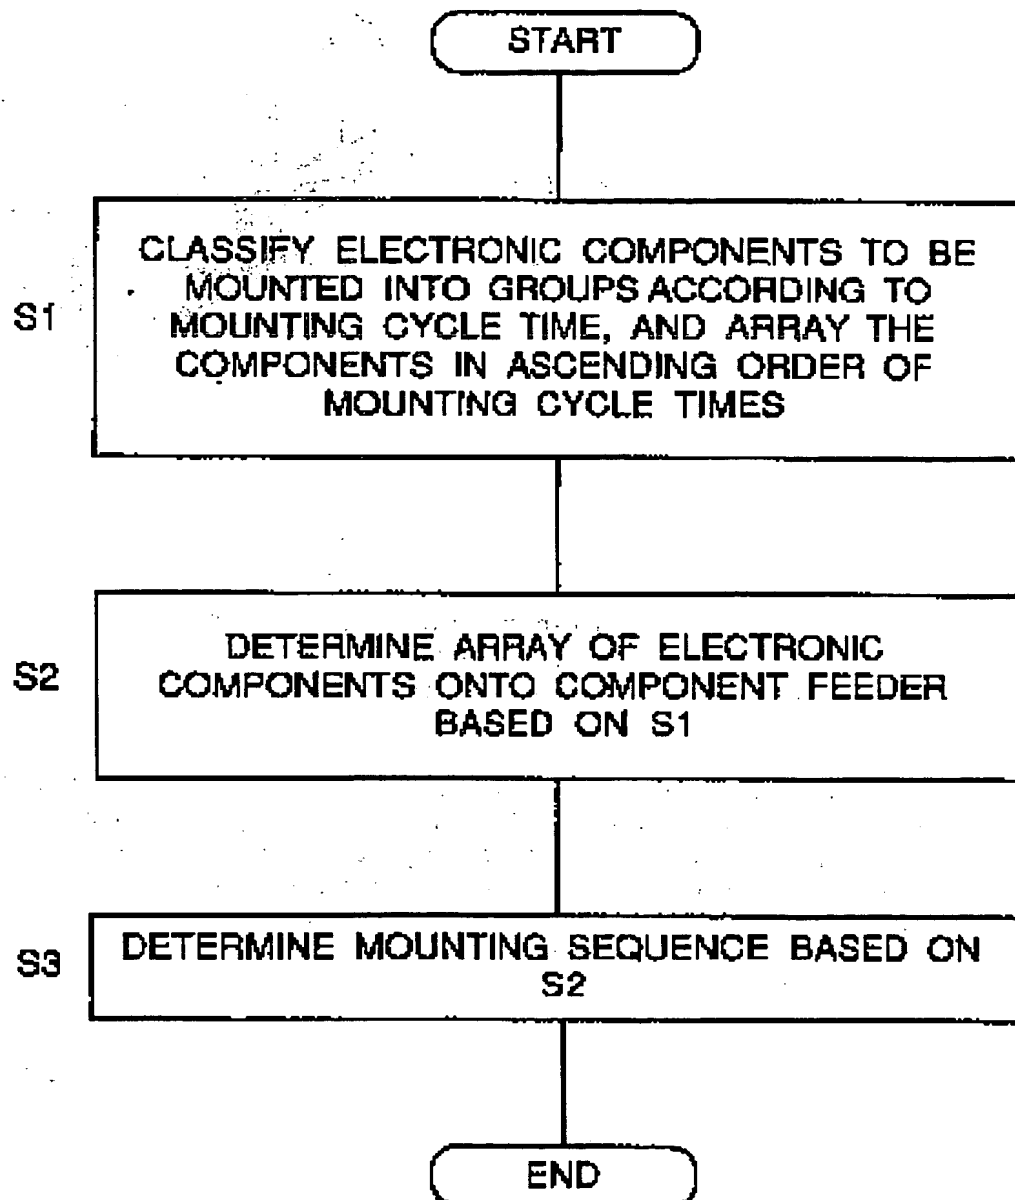 START
S1
CLASSIFY ELECTRONIC COMPONENTS TO BE
MOUNTED INTO GROUPS ACCORDING TO
MOUNTING CYCLE TIME, AND ARRAY THE
COMPONENTS IN ASCENDING ORDER OF
MOUNTING CYCLE TIMES
S2
DETERMINE ARRAY OF ELECTRONIC
COMPONENTS ONTO COMPONENT FEEDER
BASED ON S1
S3
DETERMINE MOUNTING SEQUENCE BASED ON
S2
END